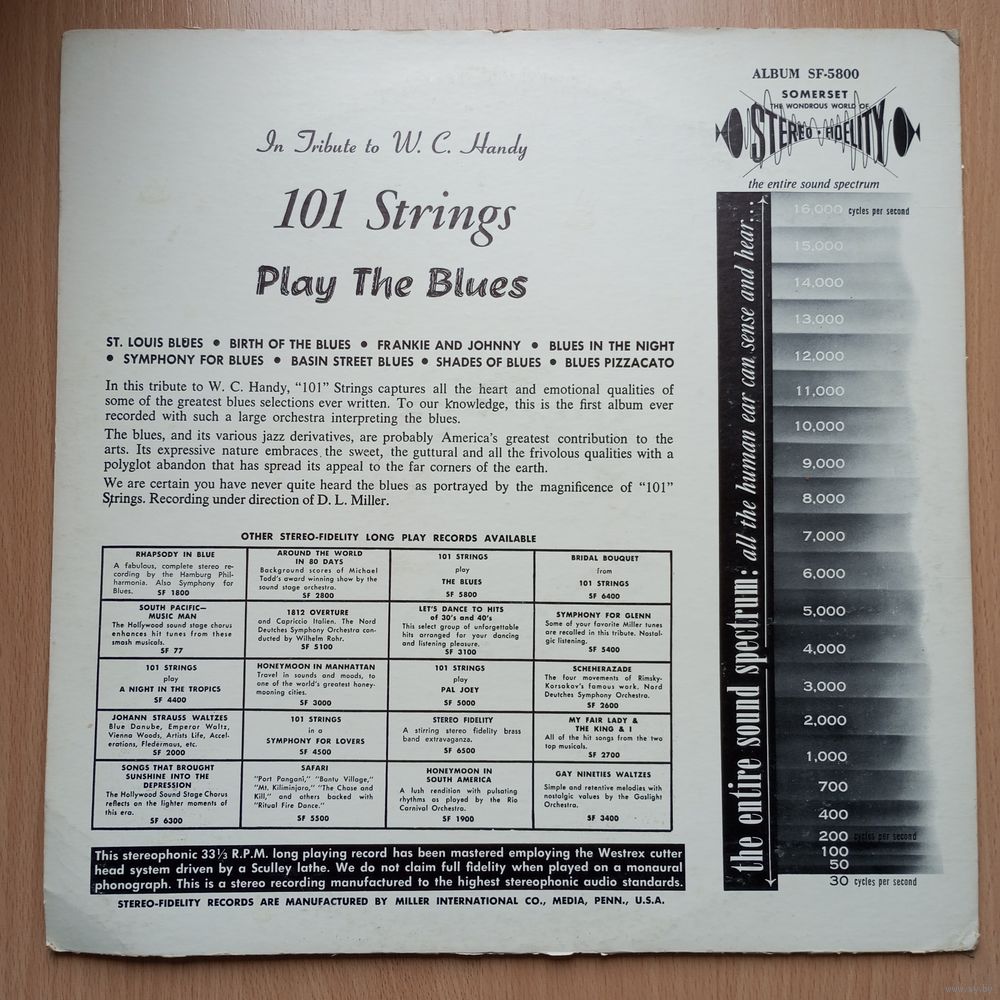 ALBUM SF-5800
SOMERSET
THE WONDROUS WORLD OF
STEREO-FIDELITY
the entire sound spectrum
In Tribute to W. C. Handy
101 Strings
Play The Blues
ST. LOUIS BLUES • BIRTH OF THE BLUES • FRANKIE AND JOHNNY • BLUES IN THE NIGHT
• SYMPHONY FOR BLUES • BASIN STREET BLUES • SHADES OF BLUES • BLUES PIZZACATO
In this tribute to W. C. Handy, “101” Strings captures all the heart and emotional qualities of
some of the greatest blues selections ever written. To our knowledge, this is the first album ever
recorded with such a large orchestra interpreting the blues.
The blues, and its various jazz derivatives, are probably America’s greatest contribution to the
arts. Its expressive nature embraces the sweet, the guttural and all the frivolous qualities with a
polyglot abandon that has spread its appeal to the far corners of the earth.
We are certain you have never quite heard the blues as portrayed by the magnificence of “101”
Strings. Recording under direction of D. L. Miller.
OTHER STEREO-FIDELITY LONG PLAY RECORDS AVAILABLE
RHAPSODY IN BLUE
A fabulous, complete stereo re-
cording by the Hamburg Phil-
harmonia. Also Symphony for
Blues.
SF 1800
AROUND THE WORLD
IN 80 DAYS
Background scores of Michael
Todd's award winning show by the
sound stage orchestra.
SF 2800
101 STRINGS
play
THE BLUES
SF 5800
BRIDAL BOUQUET
from
101 STRINGS
SF 6400
SOUTH PACIFIC—
MUSIC MAN
The Hollywood sound stage chorus
enhances hit tunes from these
smash musicals.
SF 77
1812 OVERTURE
and Capriccio Italien. The Nord
Deutches Symphony Orchestra con-
ducted by Wilhelm Rohr.
SF 5100
LET'S DANCE TO HITS
of 30's and 40's
This select group of unforgettable
hits arranged for your dancing
and listening pleasure.
SF 3100
SYMPHONY FOR GLENN
Some of your favorite Miller tunes
are recalled in this tribute. Nostal-
gic listening.
SF 5400
101 STRINGS
play
A NIGHT IN THE TROPICS
SF 4400
HONEYMOON IN MANHATTAN
Travel in sounds and moods, to
one of the world's greatest honey-
mooning cities.
SF 3000
101 STRINGS
play
PAL JOEY
SF 5000
SCHEHERAZADE
The four movements of Rimsky-
Korsakov's famous work. Nord
Deutches Symphony Orchestra.
SF 2600
JOHANN STRAUSS WALTZES
Blue Danube, Emperor Waltz,
Vienna Woods, Artists Life, Accel-
erations, Fledermaus, etc.
SF 2000
101 STRINGS
in a
SYMPHONY FOR LOVERS
SF 4500
STEREO FIDELITY
A stirring stereo fidelity brass
band extravaganza.
SF 6500
MY FAIR LADY &
THE KING & I
All of the hit songs from the two
top musicals.
SF 2700
SONGS THAT BROUGHT
SUNSHINE INTO THE
DEPRESSION
The Hollywood Sound Stage Chorus
reflects on the lighter moments of
this era.
SF 6300
SAFARI
"Port Pangani," "Bantu Village,"
"Mt. Kiliminjaro," "The Chase and
Kill," and others backed with
"Ritual Fire Dance."
SF 5500
HONEYMOON IN
SOUTH AMERICA
A lush rendition with pulsating
rhythms as played by the Rio
Carnival Orchestra.
SF 1900
GAY NINETIES WALTZES
Simple and retentive melodies with
nostalgic values by the Gaslight
Orchestra.
SF 3400
This stereophonic 33⅓ R.P.M. long playing record has been mastered employing the Westrex cutter
head system driven by a Sculley lathe. We do not claim full fidelity when played on a monaural
phonograph. This is a stereo recording manufactured to the highest stereophonic audio standards.
STEREO-FIDELITY RECORDS ARE MANUFACTURED BY MILLER INTERNATIONAL CO., MEDIA, PENN., U.S.A.
the entire sound spectrum: all the human ear can sense and hear...
16,000 cycles per second
15,000
14,000
13,000
12,000
11,000
10,000
9,000
8,000
7,000
6,000
5,000
4,000
3,000
2,000
1,000
700
400
200 cycles per second
100
50
30 cycles per second